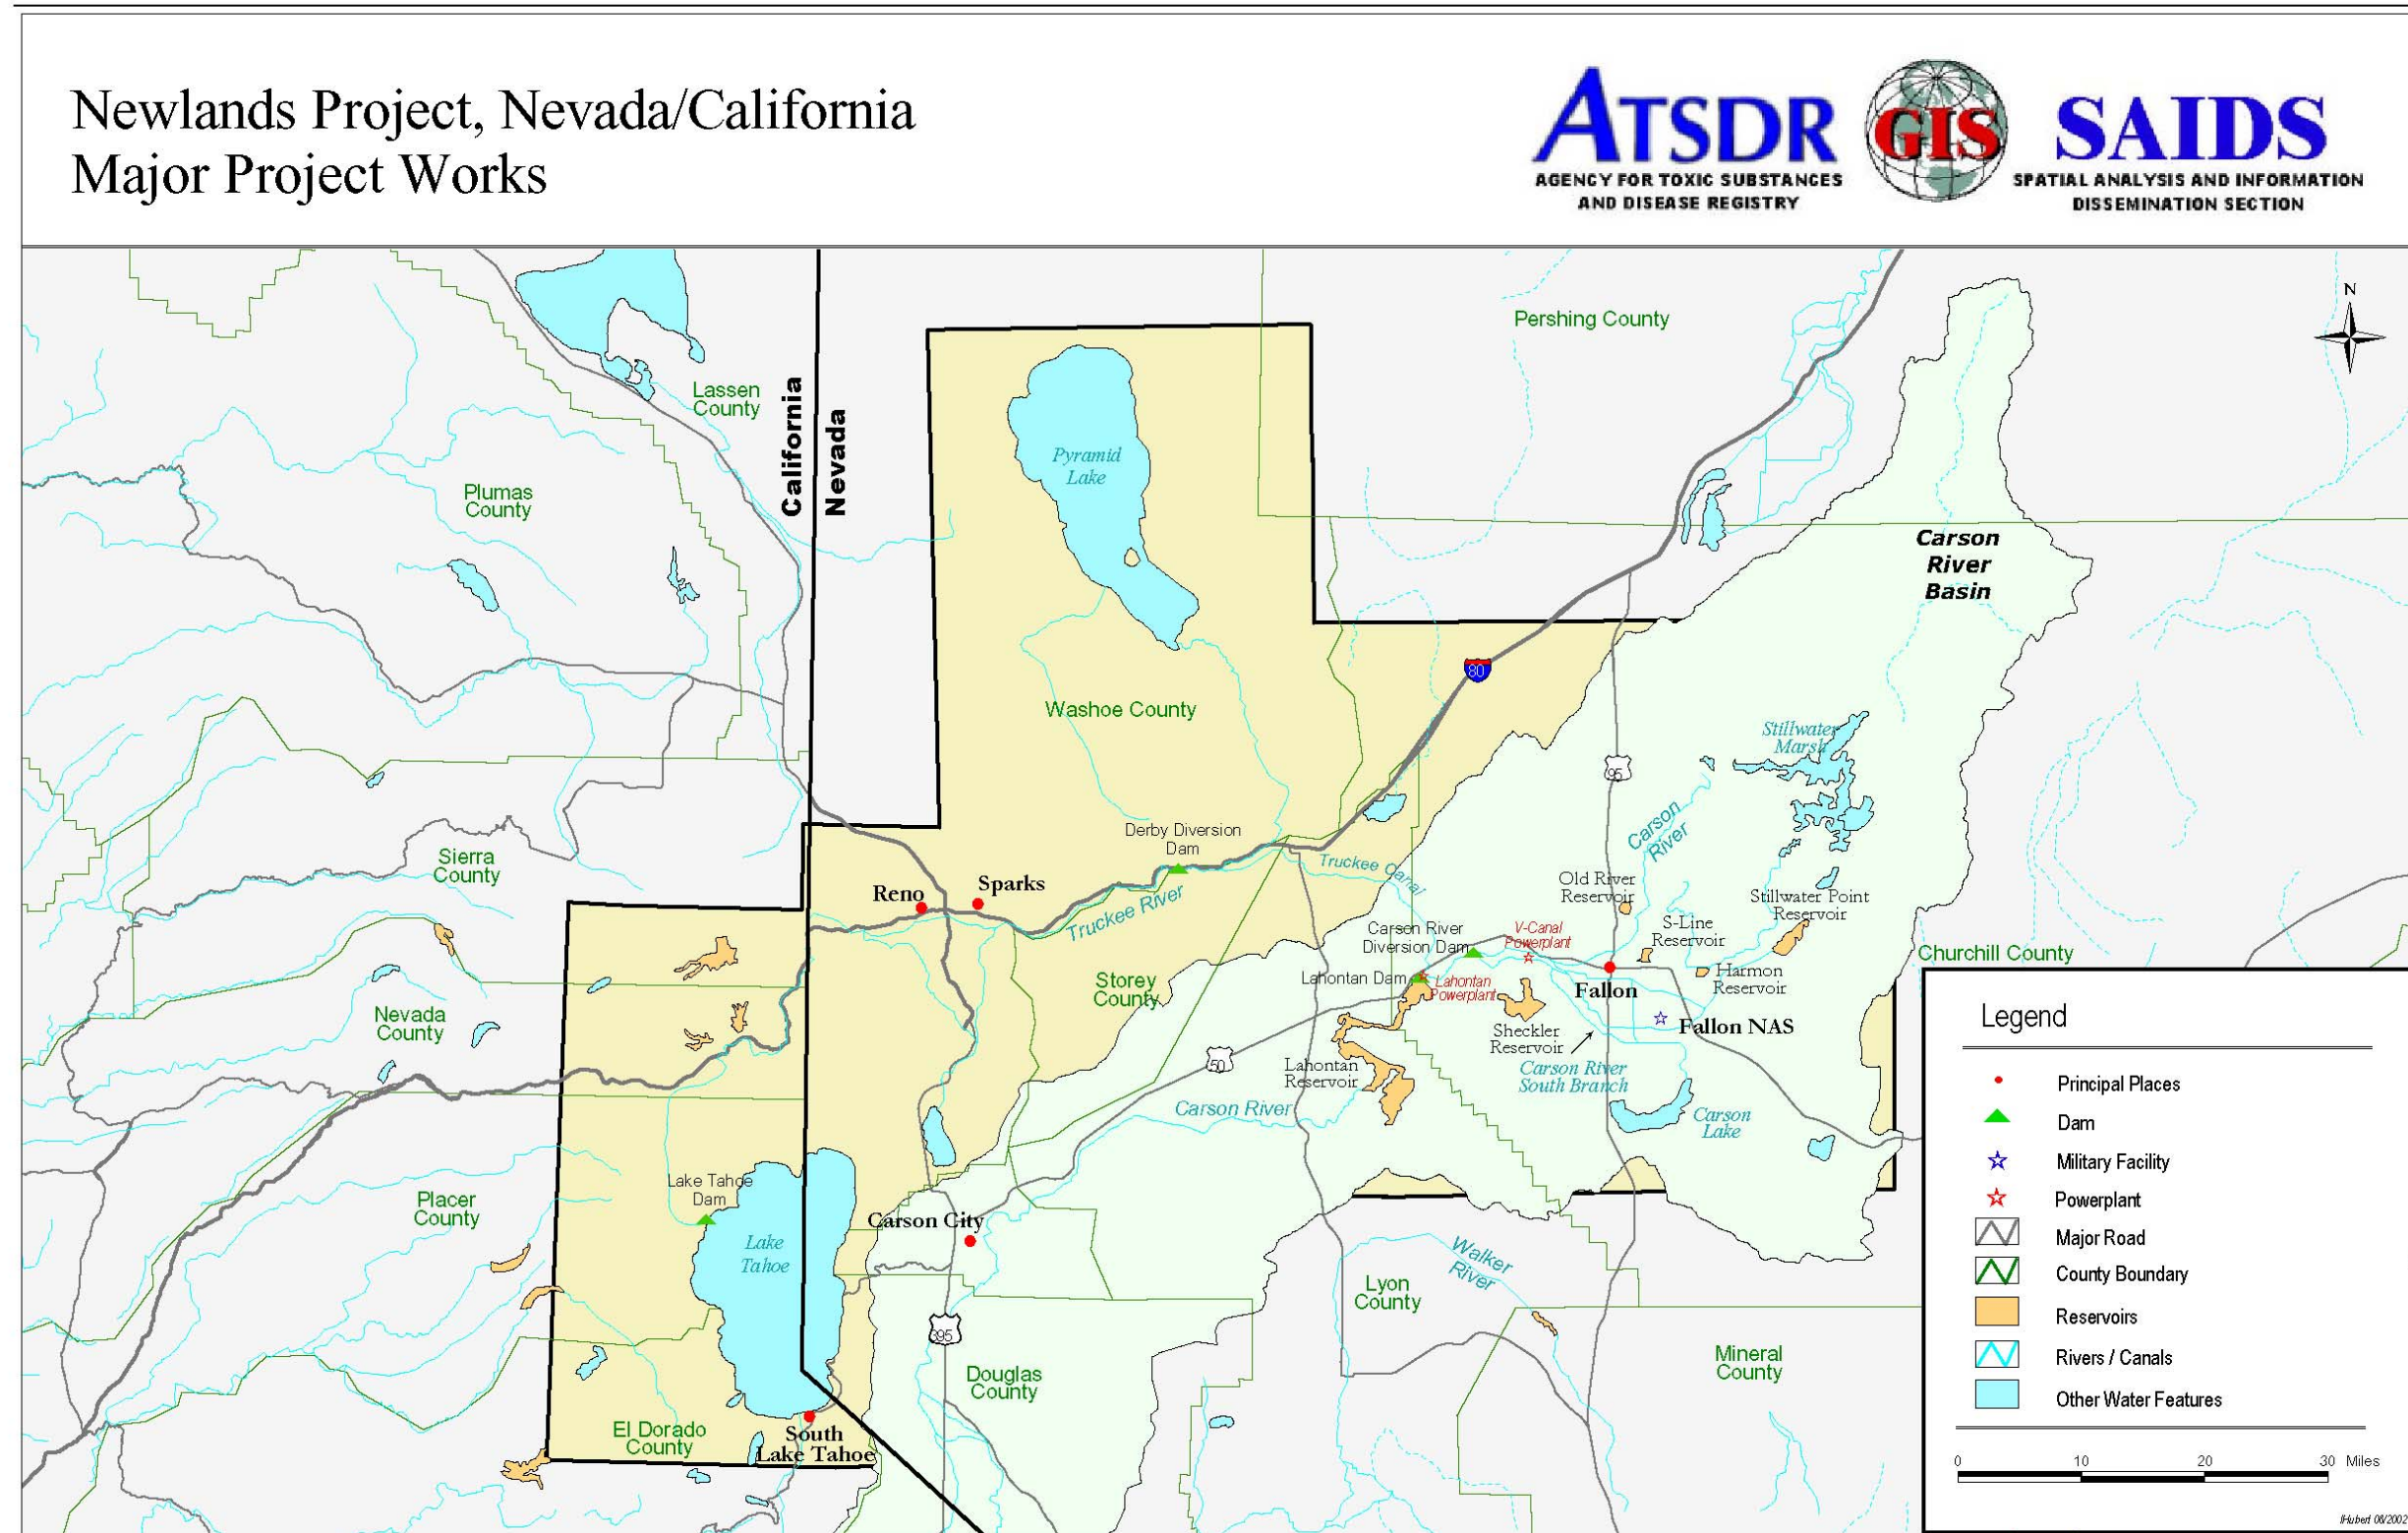 Newlands Project, Nevada/California
Major Project Works
ATSDR
AGENCY FOR TOXIC SUBSTANCES
AND DISEASE REGISTRY
GIS
SAIDS
SPATIAL ANALYSIS AND INFORMATION
DISSEMINATION SECTION
N
Pershing County
Lassen
County
California
Nevada
Pyramid
Lake
Plumas
County
Carson
River
Basin
80
Washoe County
Stillwater
Marsh
95
Carson
River
Derby Diversion
Dam
Truckee Canal
Sierra
County
Reno
Sparks
Truckee River
Old River
Reservoir
Stillwater Point
Reservoir
S-Line
Reservoir
Carson River
Diversion Dam
V-Canal
Powerplant
Churchill County
Storey
County
Lahontan Dam
Lahontan
Powerplant
Harmon
Reservoir
Fallon
Nevada
County
Sheckler
Reservoir
Fallon NAS
50
Lahontan
Reservoir
Carson River
South Branch
Carson River
Carson
Lake
Lake Tahoe
Dam
Placer
County
Carson City
Lake
Tahoe
Walker
River
Lyon
County
395
Douglas
County
Mineral
County
El Dorado
County
South
Lake Tahoe
Legend
Principal Places
Dam
Military Facility
Powerplant
Major Road
County Boundary
Reservoirs
Rivers / Canals
Other Water Features
0 10 20 30 Miles